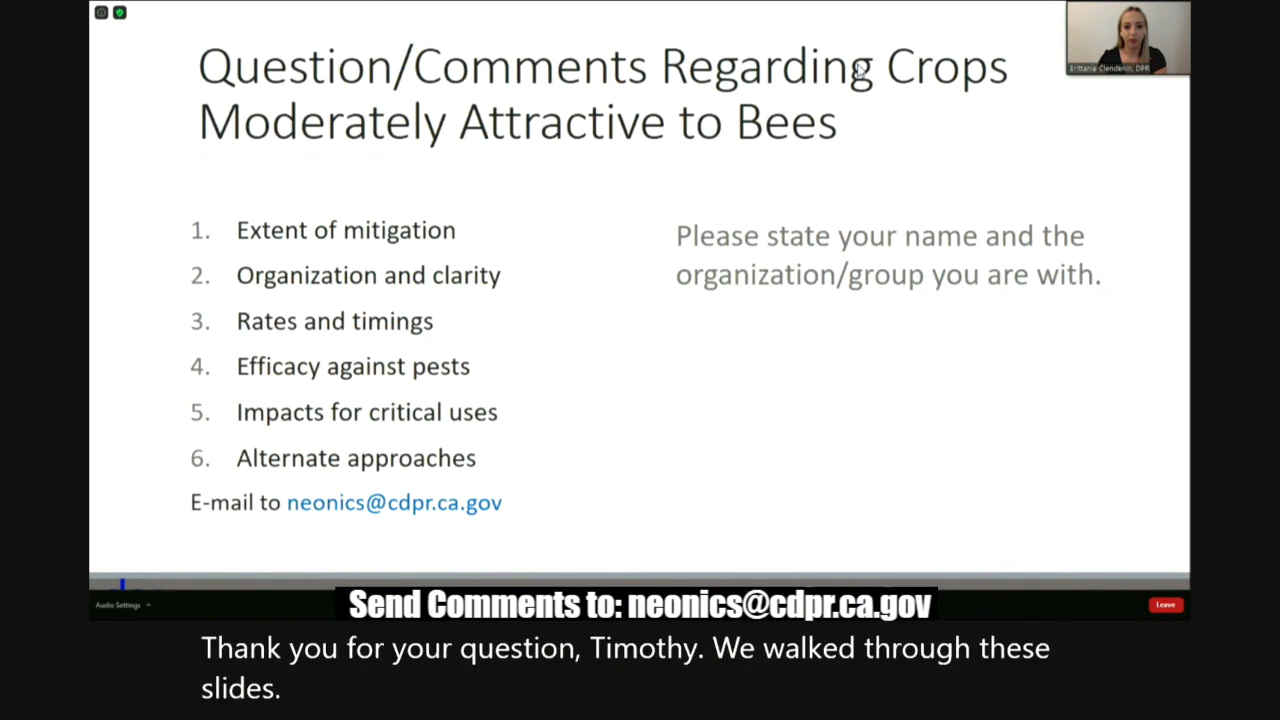 Question/Comments Regarding Crops
Moderately Attractive to Bees
Brittanie Clendenin, DPR
1. Extent of mitigation
2. Organization and clarity
3. Rates and timings
4. Efficacy against pests
5. Impacts for critical uses
6. Alternate approaches
E-mail to neonics@cdpr.ca.gov
Please state your name and the
organization/group you are with.
Audio Settings
Leave
Send Comments to: neonics@cdpr.ca.gov
Thank you for your question, Timothy. We walked through these
slides.